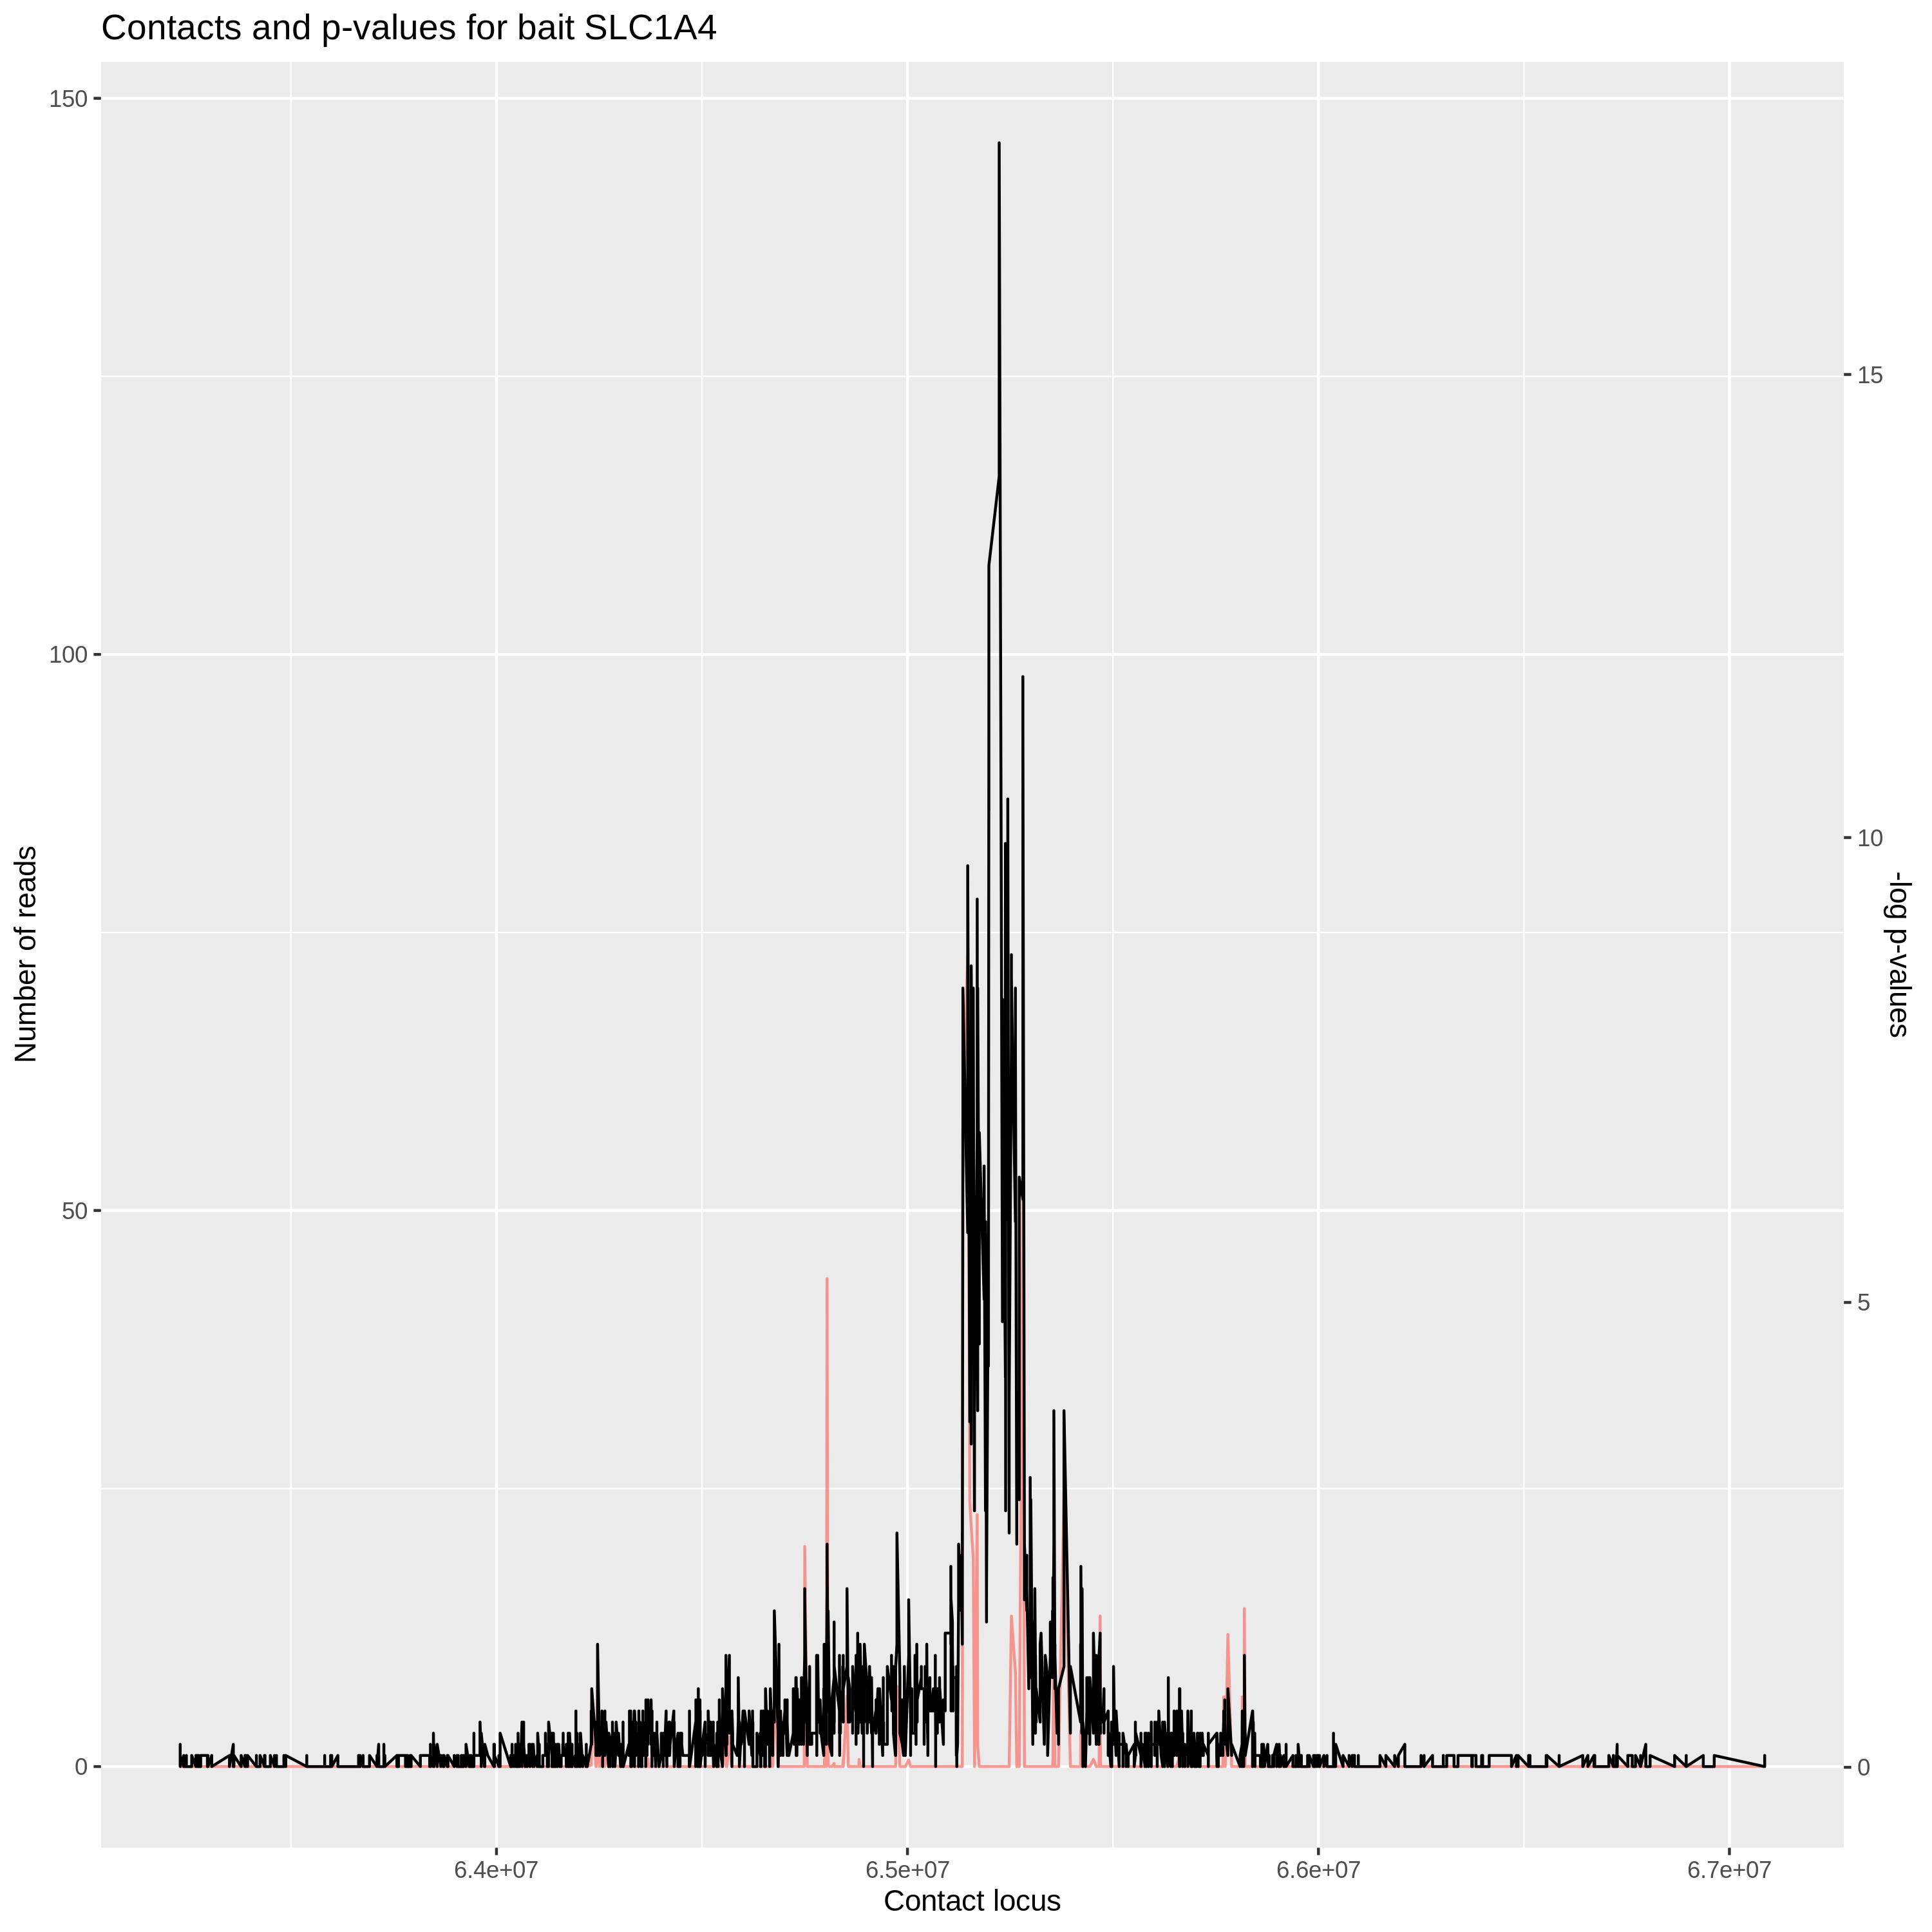 Contacts and p-values for bait SLC1A4
150
100
50
0
Number of reads
15
10
5
0
-log p-values
6.4e+07
6.5e+07
6.6e+07
6.7e+07
Contact locus